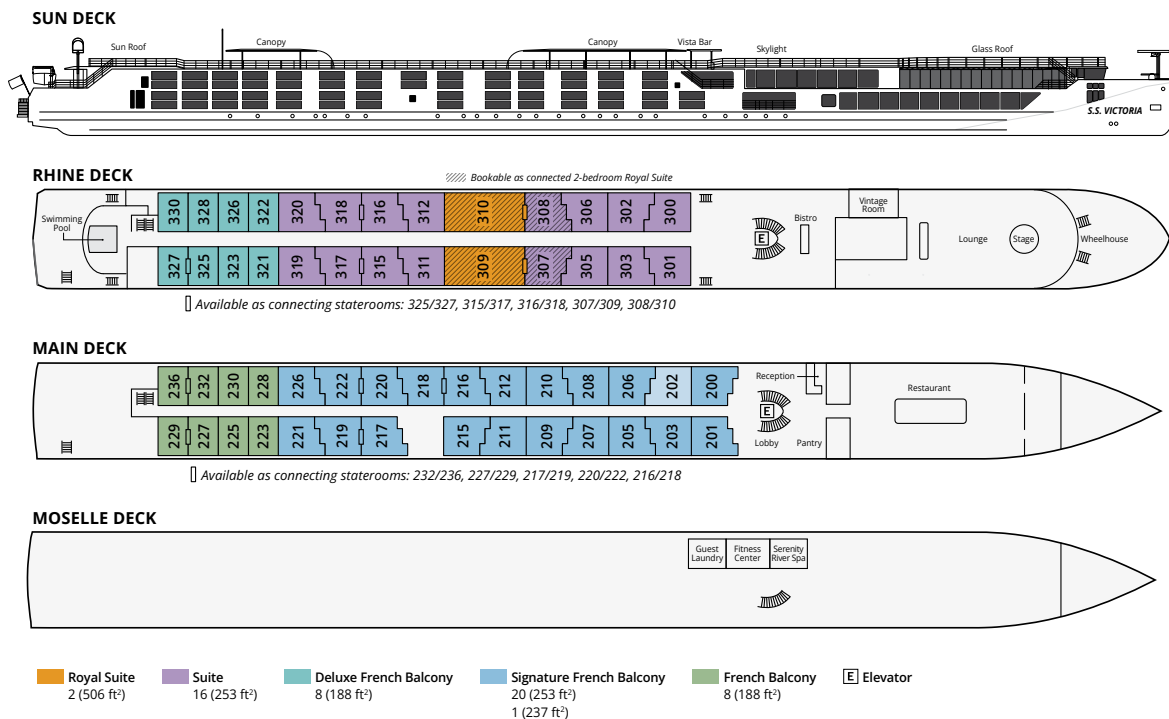 SUN DECK
Sun Roof
Canopy
Canopy
Vista Bar
Skylight
Glass Roof
S.S. VICTORIA
RHINE DECK
Bookable as connected 2-bedroom Royal Suite
Swimming
Pool
330 328 326 322 320 318 316 312 310 308 306 302 300
327 325 323 321 319 317 315 311 309 307 305 303 301
E
Bistro
Vintage
Room
Lounge
Stage
Wheelhouse
Available as connecting staterooms: 325/327, 315/317, 316/318, 307/309, 308/310
MAIN DECK
236 232 230 228 226 222 220 218 216 212 210 208 206 202 200
229 227 225 223 221 219 217 215 211 209 207 205 203 201
Reception
E
Lobby
Pantry
Restaurant
Available as connecting staterooms: 232/236, 227/229, 217/219, 220/222, 216/218
MOSELLE DECK
Guest
Laundry
Fitness
Center
Serenity
River Spa
Royal Suite
2 (506 ft²)
Suite
16 (253 ft²)
Deluxe French Balcony
8 (188 ft²)
Signature French Balcony
20 (253 ft²)
1 (237 ft²)
French Balcony
8 (188 ft²)
E Elevator